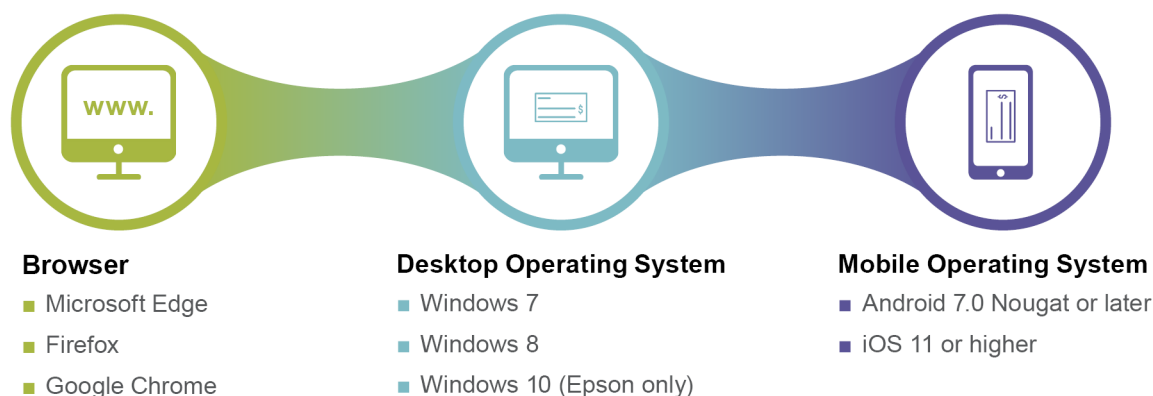 www.
$
$
Browser
Microsoft Edge
Firefox
Google Chrome
Desktop Operating System
Windows 7
Windows 8
Windows 10 (Epson only)
Mobile Operating System
Android 7.0 Nougat or later
iOS 11 or higher